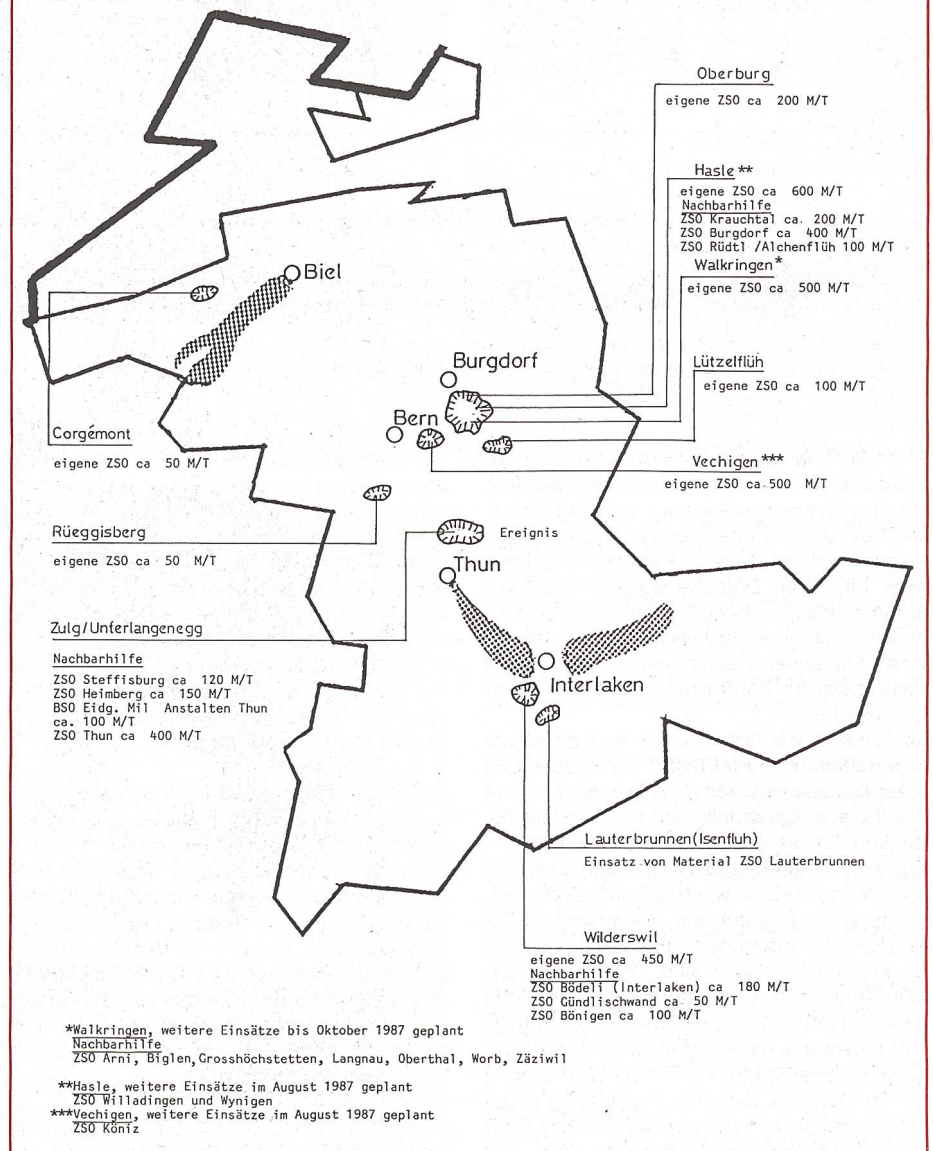 Oberburg
eigene ZSO ca 200 M/T
Hasle**
eigene ZSO ca 600 M/T
Nachbarhilfe
ZSO Krauchtal ca. 200 M/T
ZSO Burgdorf ca 400 M/T
ZSO Rüdtl /Alchenflüh 100 M/T
Walkringen*
eigene ZSO ca 500 M/T
Biel
Burgdorf
Lützelflüh
eigene ZSO ca 100 M/T
Bern
Corgémont
eigene ZSO ca 50 M/T
Vechigen***
eigene ZSO ca 500 M/T
Rüeggisberg
eigene ZSO ca 50 M/T
Ereignis
Thun
Zulg/Unferlangenegg
Nachbarhilfe
ZSO Steffisburg ca 120 M/T
ZSO Heimberg ca 150 M/T
BSO Eidg. Mil Anstalten Thun
ca. 100 M/T
ZSO Thun ca 400 M/T
Interlaken
Lauterbrunnen(Isenfluh)
Einsatz von Material ZSO Lauterbrunnen
Wilderswil
eigene ZSO ca 450 M/T
Nachbarhilfe
ZSO Bödeli (Interlaken) ca 180 M/T
ZSO Gündlischwand ca 50 M/T
ZSO Bönigen ca 100 M/T
*Walkringen, weitere Einsätze bis Oktober 1987 geplant
Nachbarhilfe
ZSO Arni, Biglen, Grosshöchstetten, Langnau, Oberthal, Worb, Zäziwil
**Hasle, weitere Einsätze im August 1987 geplant
ZSO Willadingen und Wynigen
***Vechigen, weitere Einsätze im August 1987 geplant
ZSO Köniz